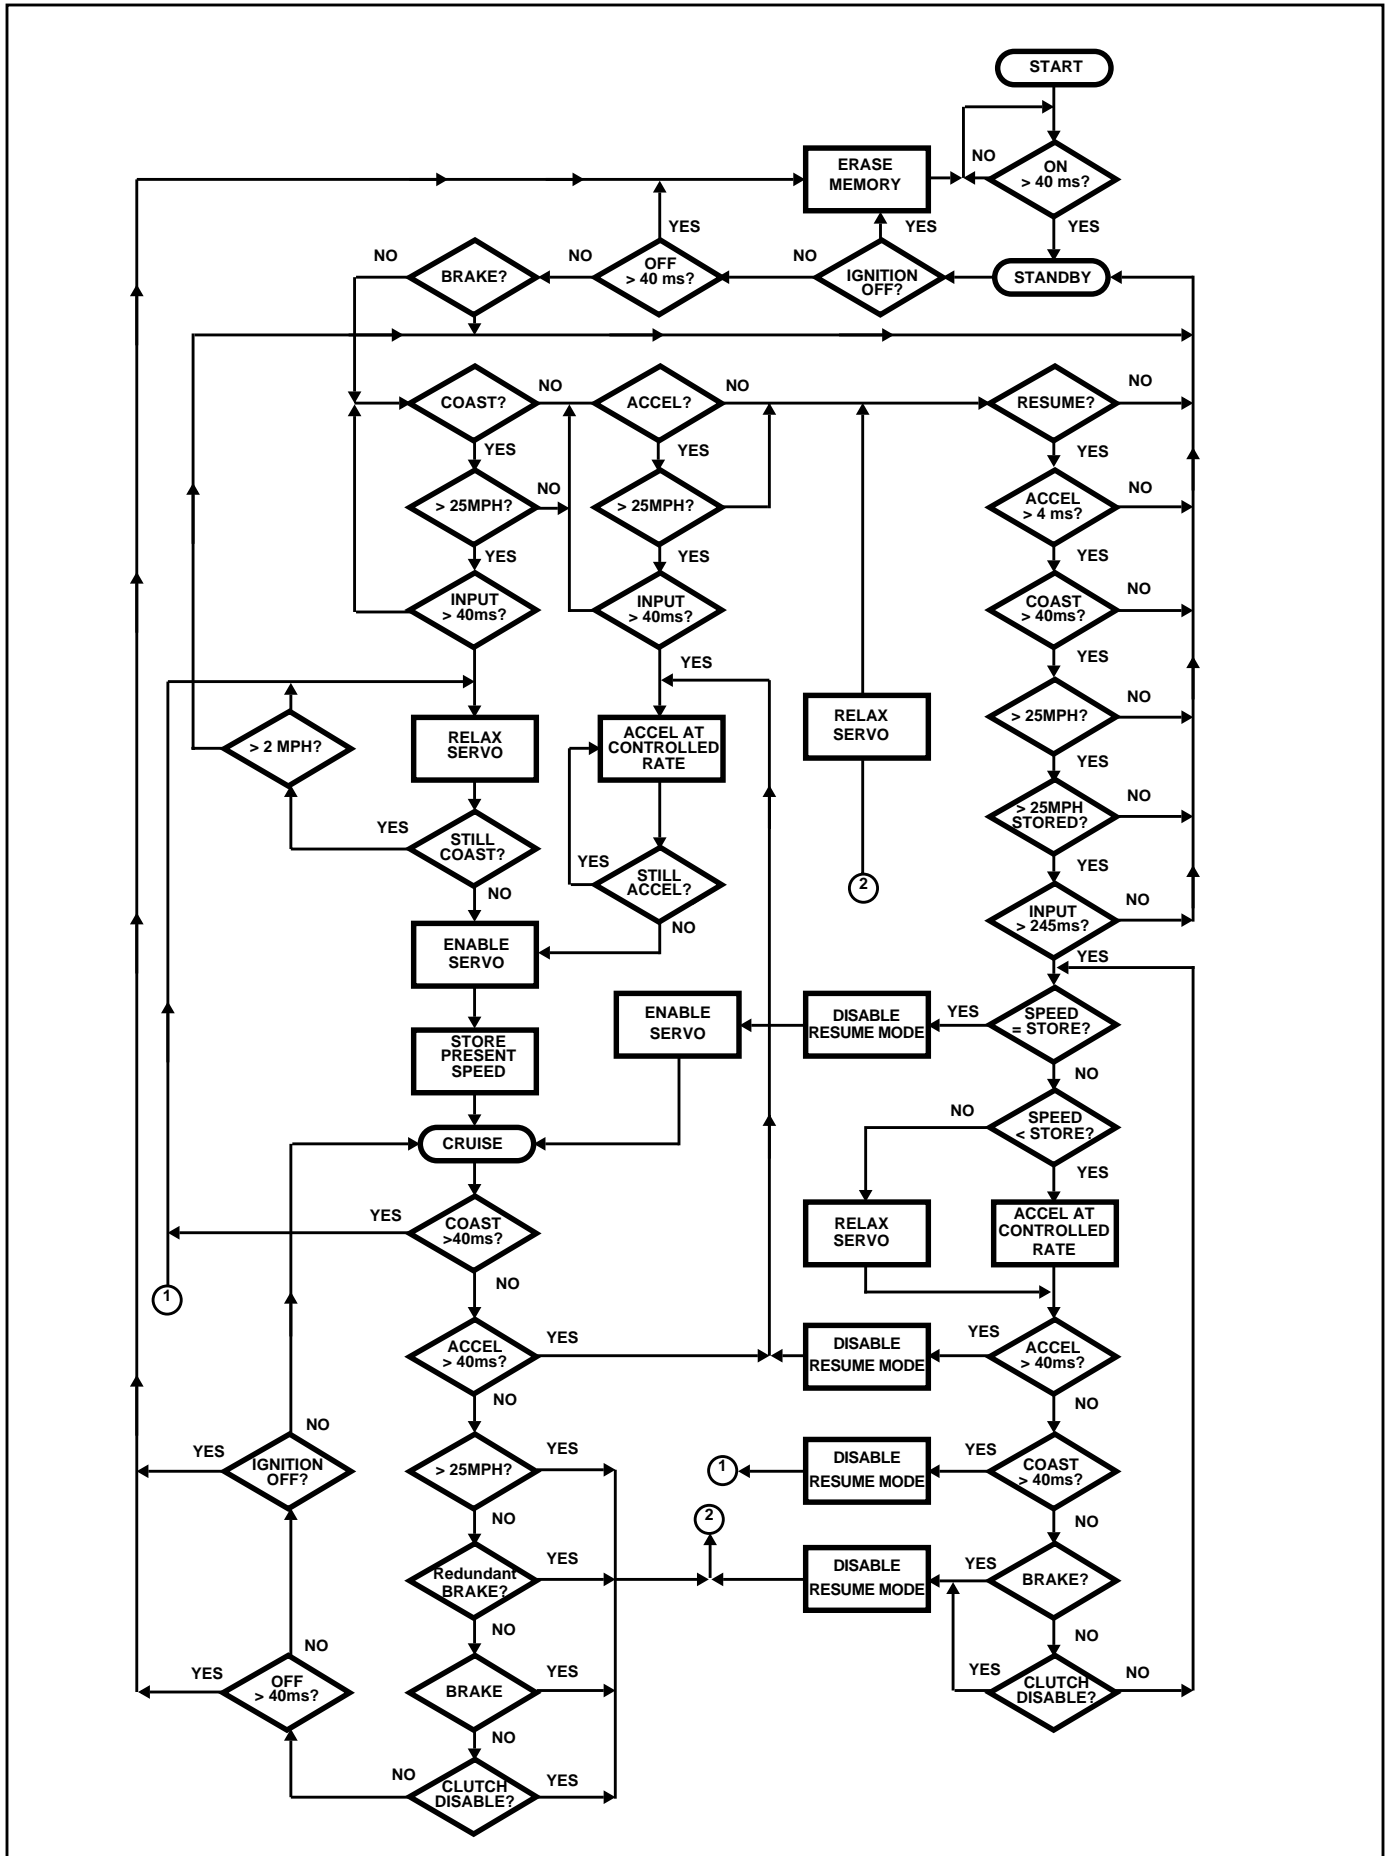 START
ERASE
MEMORY
NO
ON
> 40 ms?
YES
YES
YES
NO
BRAKE?
NO
OFF
> 40 ms?
NO
IGNITION
OFF?
STANDBY
COAST?
NO
ACCEL?
NO
RESUME?
NO
YES
YES
YES
> 25MPH?
NO
> 25MPH?
ACCEL
> 4 ms?
NO
YES
YES
YES
INPUT
> 40ms?
INPUT
> 40ms?
COAST
> 40ms?
NO
YES
YES
> 2 MPH?
RELAX
SERVO
ACCEL AT
CONTROLLED
RATE
RELAX
SERVO
> 25MPH?
NO
YES
YES
STILL
COAST?
> 25MPH
STORED?
NO
YES
NO
YES
STILL
ACCEL?
NO
2
INPUT
> 245ms?
NO
YES
ENABLE
SERVO
STORE
PRESENT
SPEED
ENABLE
SERVO
DISABLE
RESUME MODE
YES
SPEED
= STORE?
NO
CRUISE
NO
SPEED
< STORE?
YES
YES
COAST
>40ms?
NO
RELAX
SERVO
ACCEL AT
CONTROLLED
RATE
1
ACCEL
> 40ms?
YES
NO
DISABLE
RESUME MODE
YES
ACCEL
> 40ms?
NO
NO
YES
IGNITION
OFF?
> 25MPH?
YES
NO
1
DISABLE
RESUME MODE
YES
COAST
> 40ms?
NO
2
Redundant
BRAKE?
YES
NO
DISABLE
RESUME MODE
YES
BRAKE?
NO
NO
YES
OFF
> 40ms?
BRAKE
YES
NO
YES
CLUTCH
DISABLE?
NO
NO
CLUTCH
DISABLE?
YES